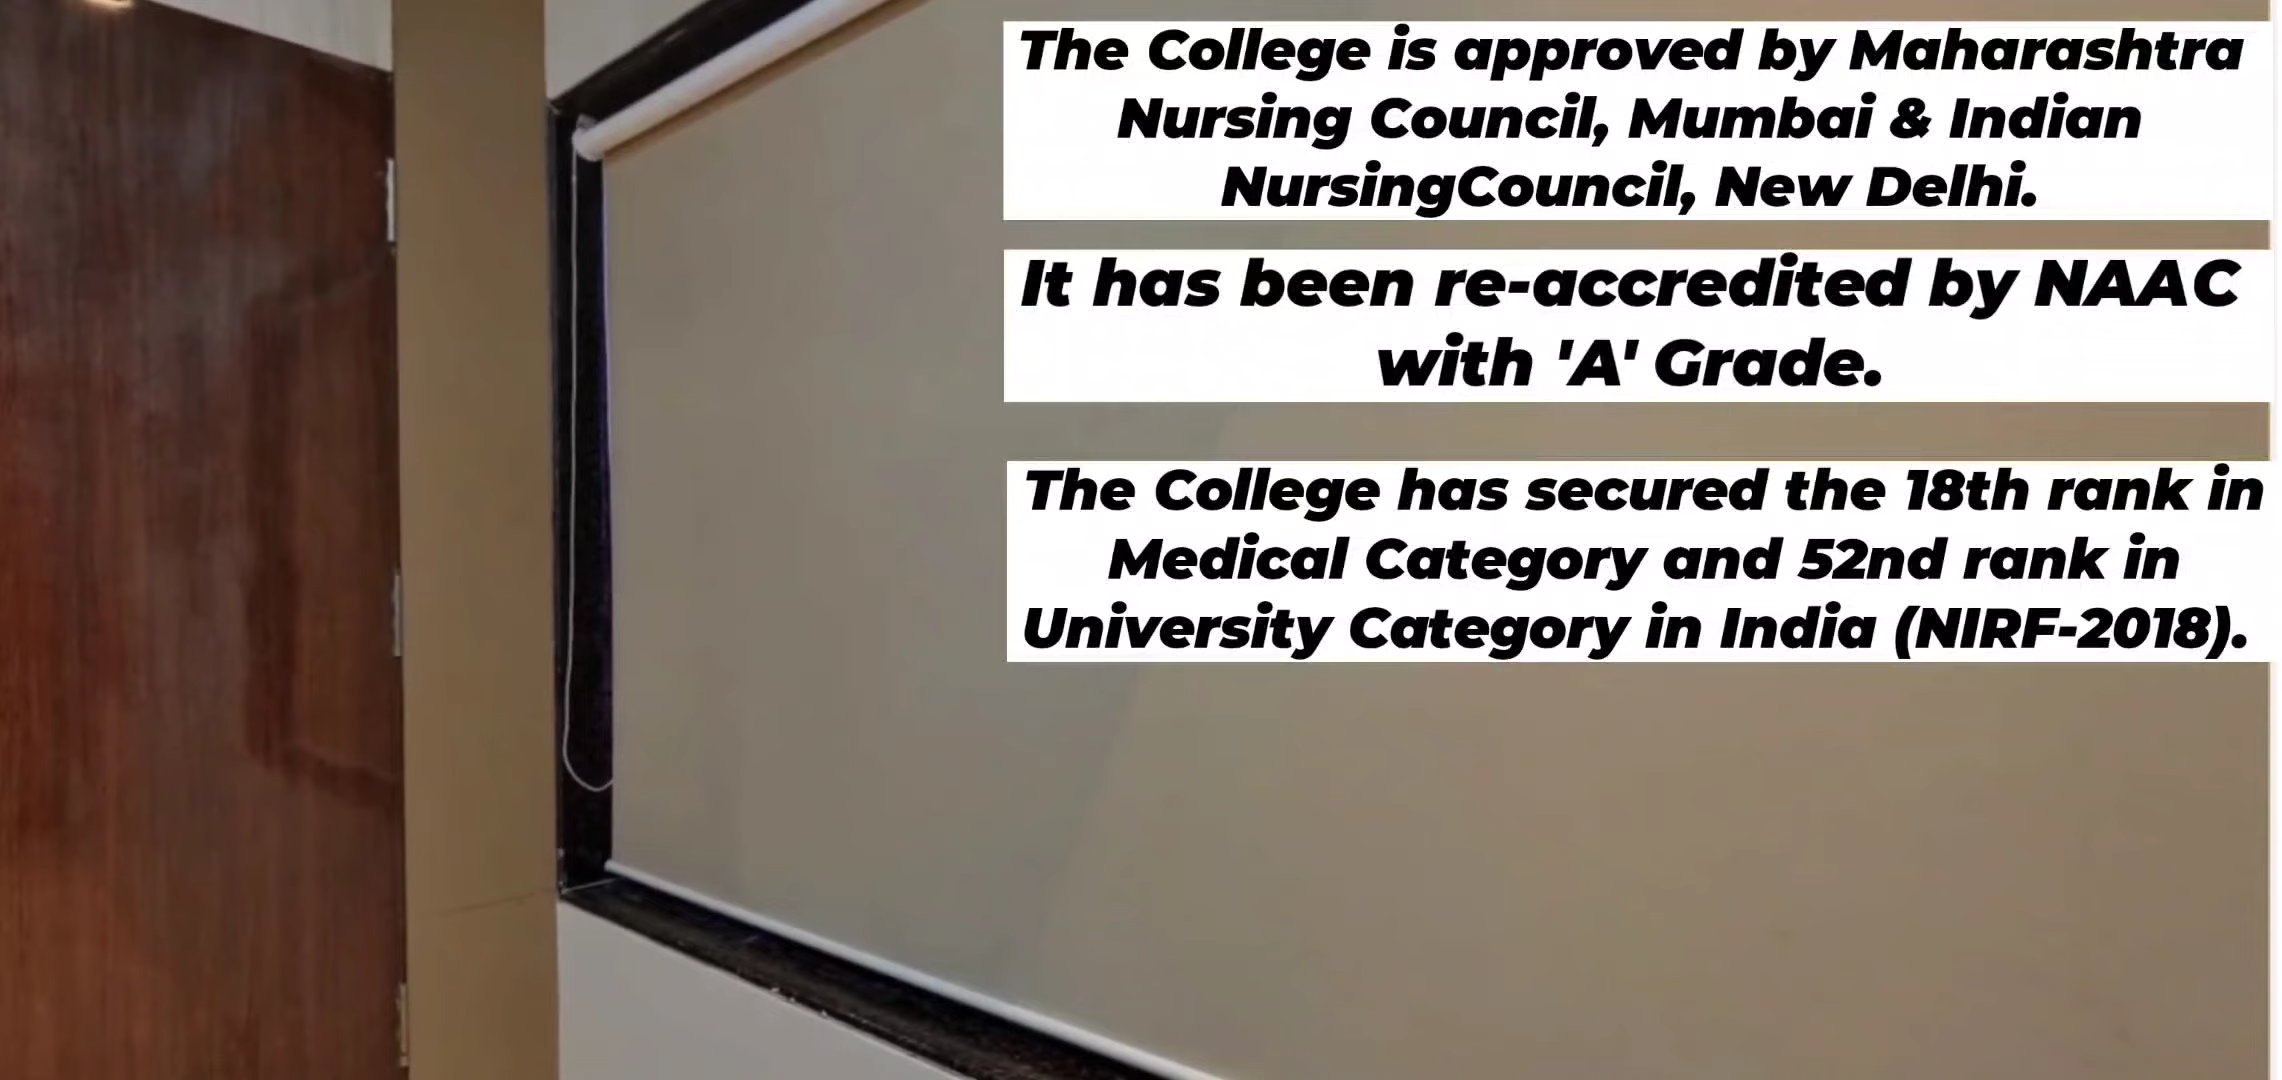 The College is approved by Maharashtra
Nursing Council, Mumbai & Indian
NursingCouncil, New Delhi.
It has been re-accredited by NAAC
with 'A' Grade.
The College has secured the 18th rank in
Medical Category and 52nd rank in
University Category in India (NIRF-2018).